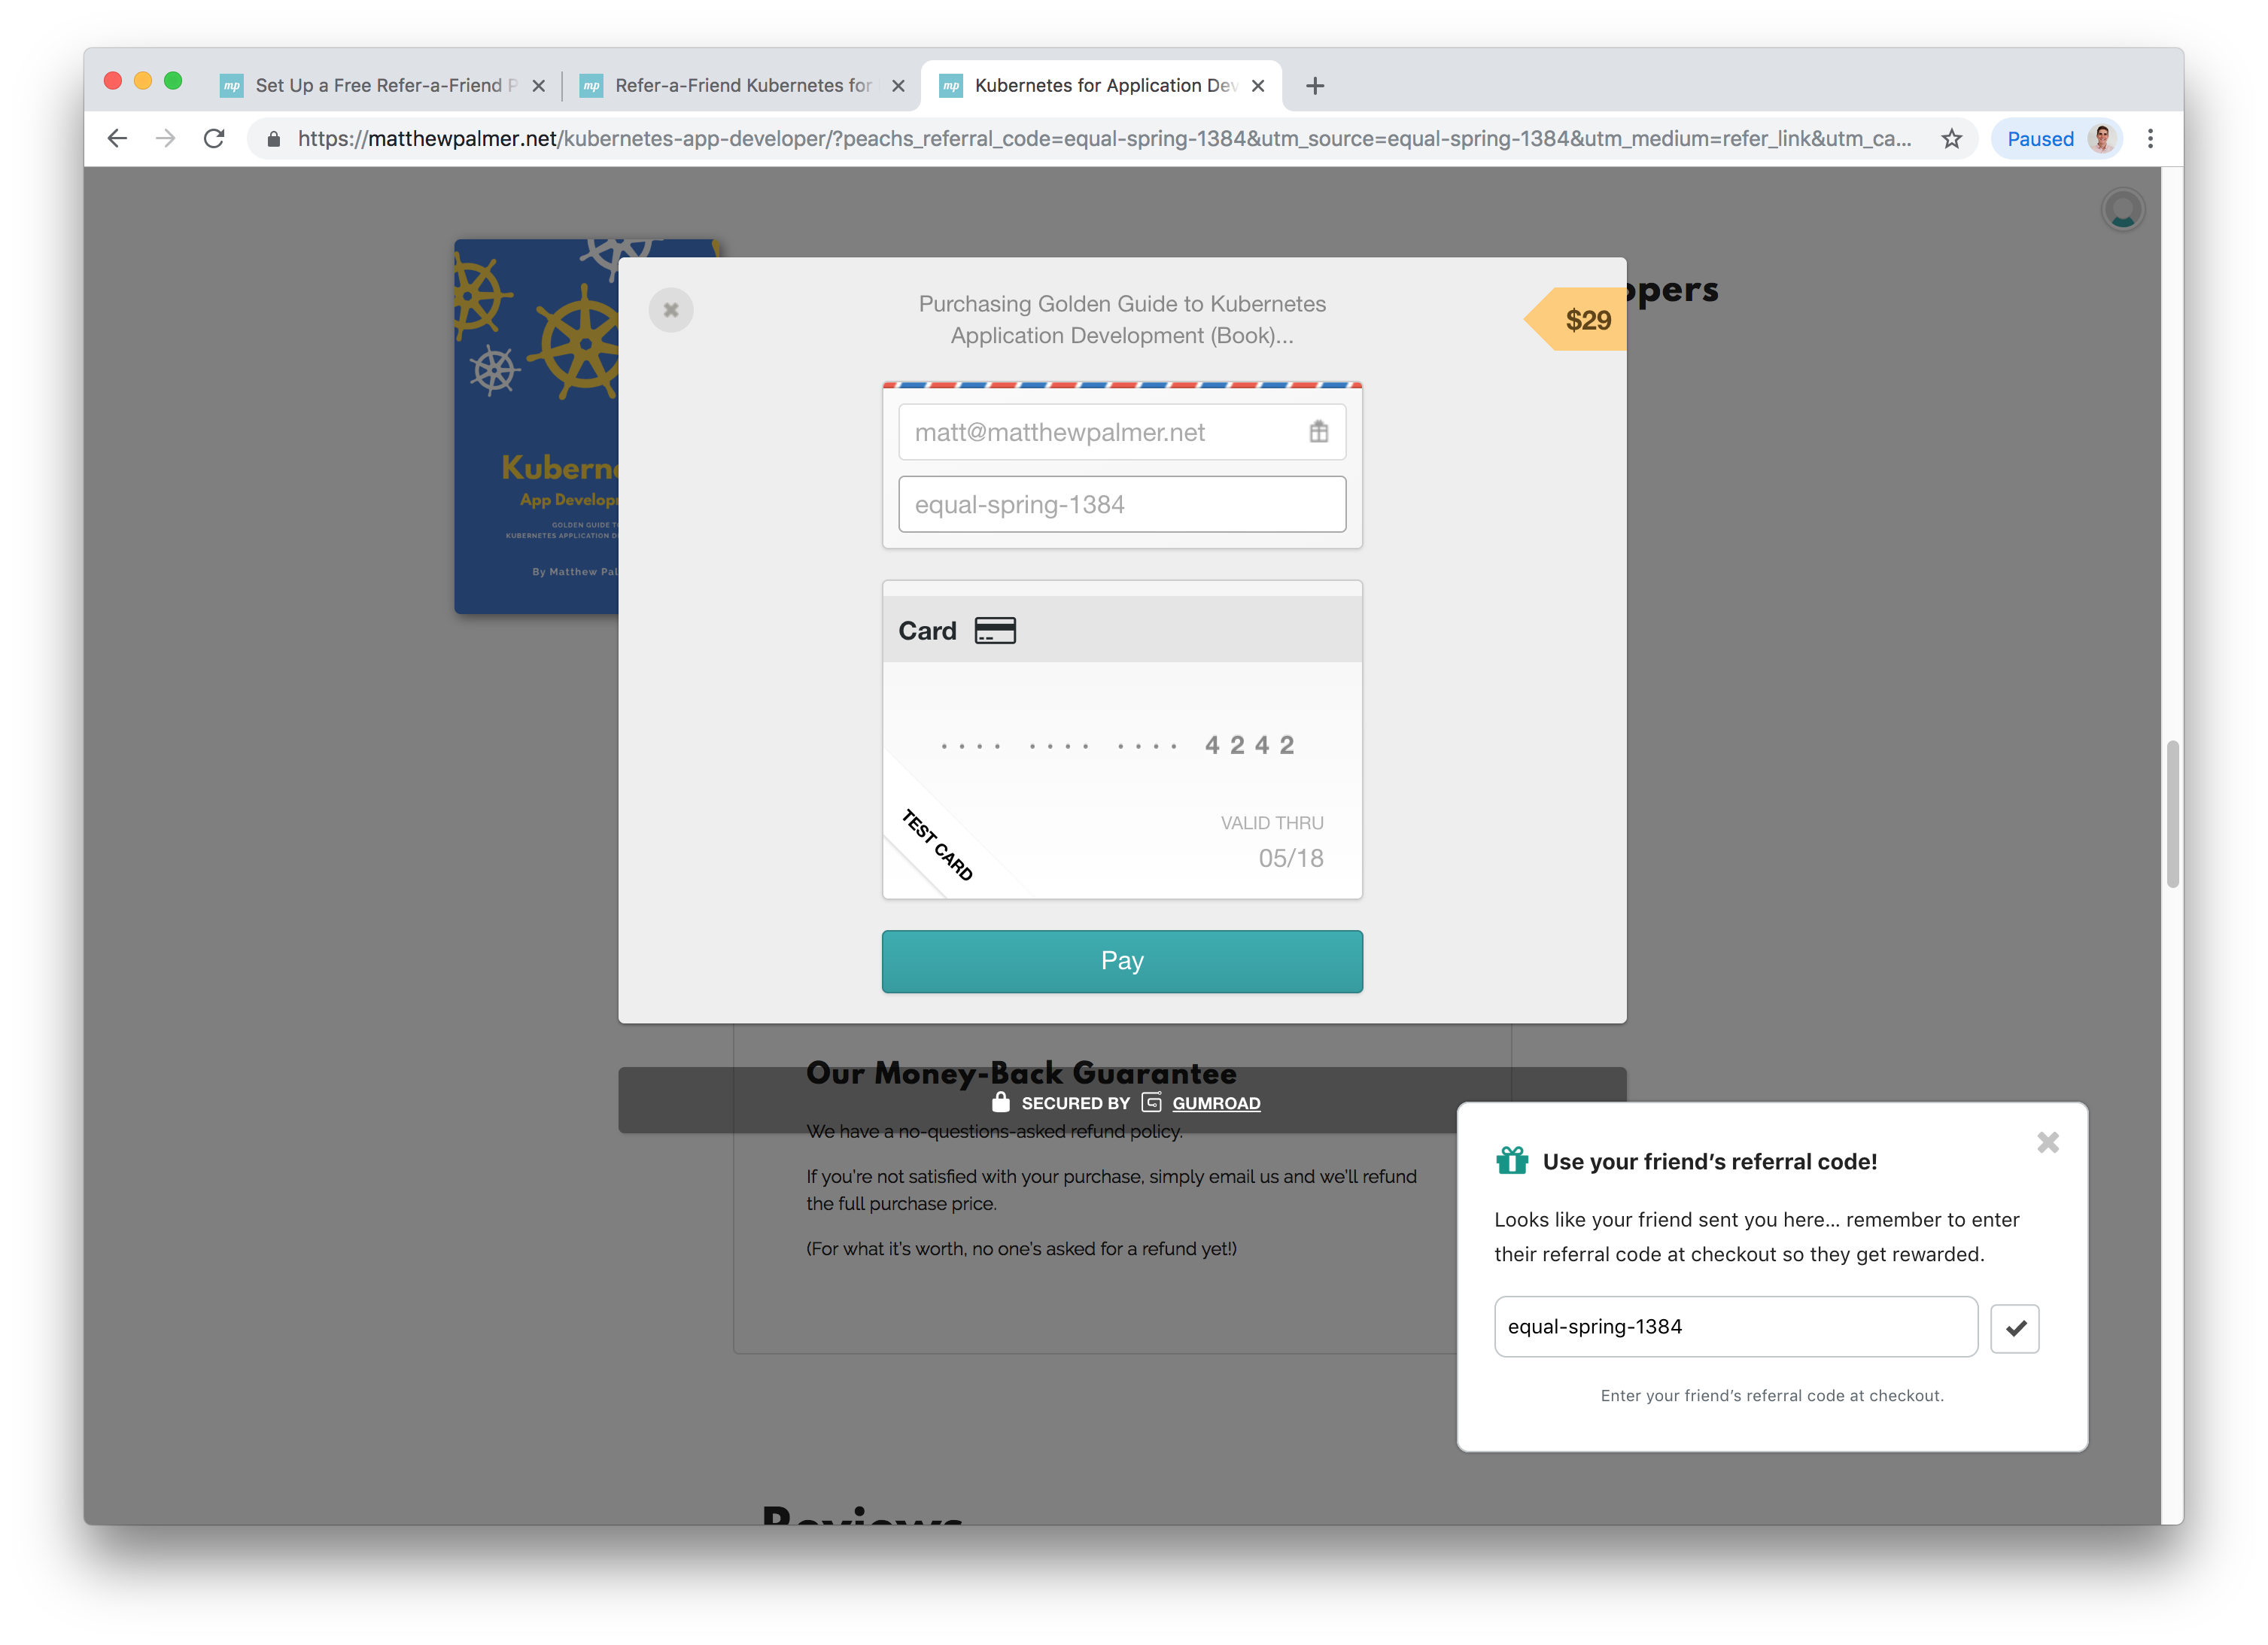 mp Set Up a Free Refer-a-Friend P
mp Refer-a-Friend Kubernetes for
mp Kubernetes for Application Dev
https://matthewpalmer.net/kubernetes-app-developer/?peachs_referral_code=equal-spring-1384&utm_source=equal-spring-1384&utm_medium=refer_link&utm_ca...
Paused
opers
Kuberne
App Develop
GOLDEN GUIDE TO
KUBERNETES APPLICATION D
By Matthew Pal
Purchasing Golden Guide to Kubernetes
Application Development (Book)...
$29
matt@matthewpalmer.net
equal-spring-1384
Card
4242
VALID THRU
05/18
TEST CARD
Pay
Our Money-Back Guarantee
SECURED BY GUMROAD
We have a no-questions-asked refund policy.
If you're not satisfied with your purchase, simply email us and we'll refund
the full purchase price.
(For what it's worth, no one's asked for a refund yet!)
Reviews
Use your friend's referral code!
Looks like your friend sent you here... remember to enter
their referral code at checkout so they get rewarded.
equal-spring-1384
Enter your friend's referral code at checkout.